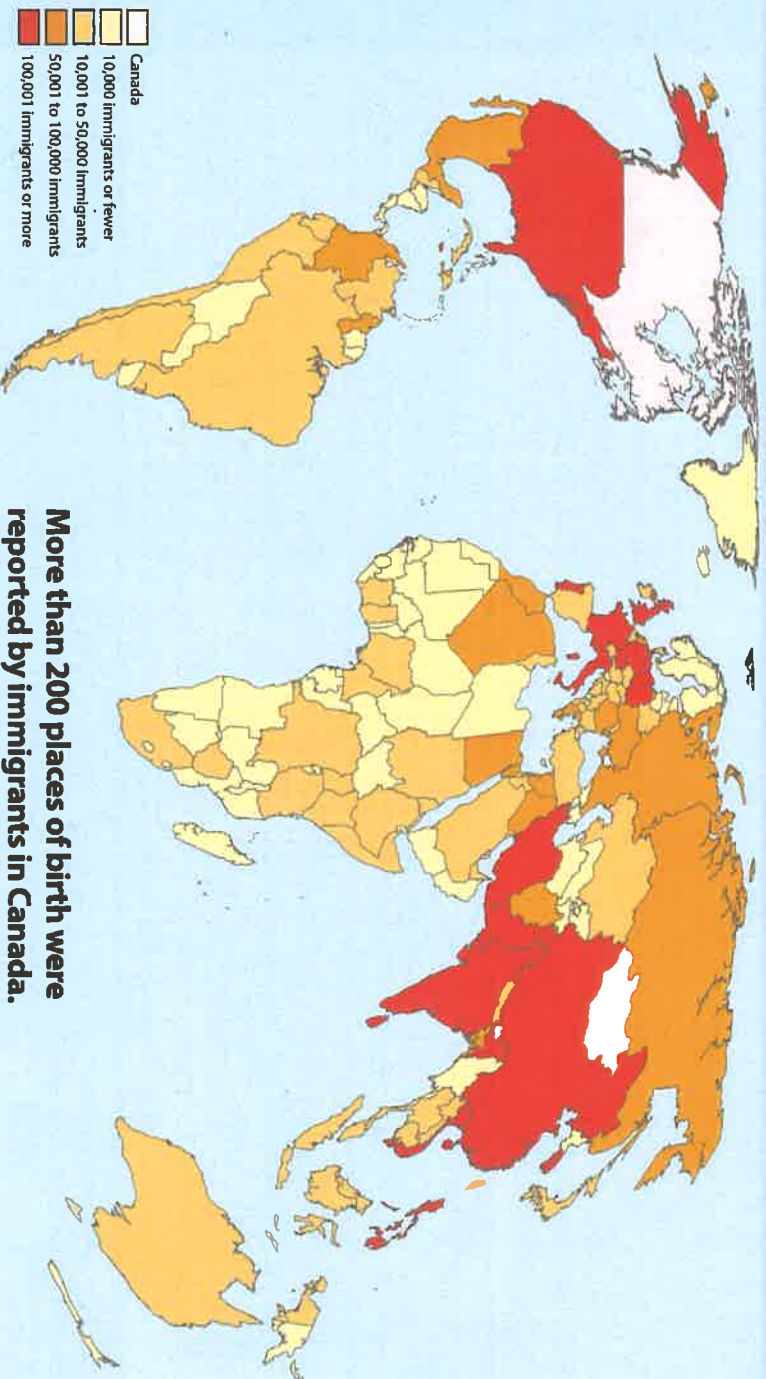 Canada
10,000 immigrants or fewer
10,001 to 50,000 immigrants
50,001 to 100,000 immigrants
100,001 immigrants or more
More than 200 places of birth were
reported by immigrants in Canada.